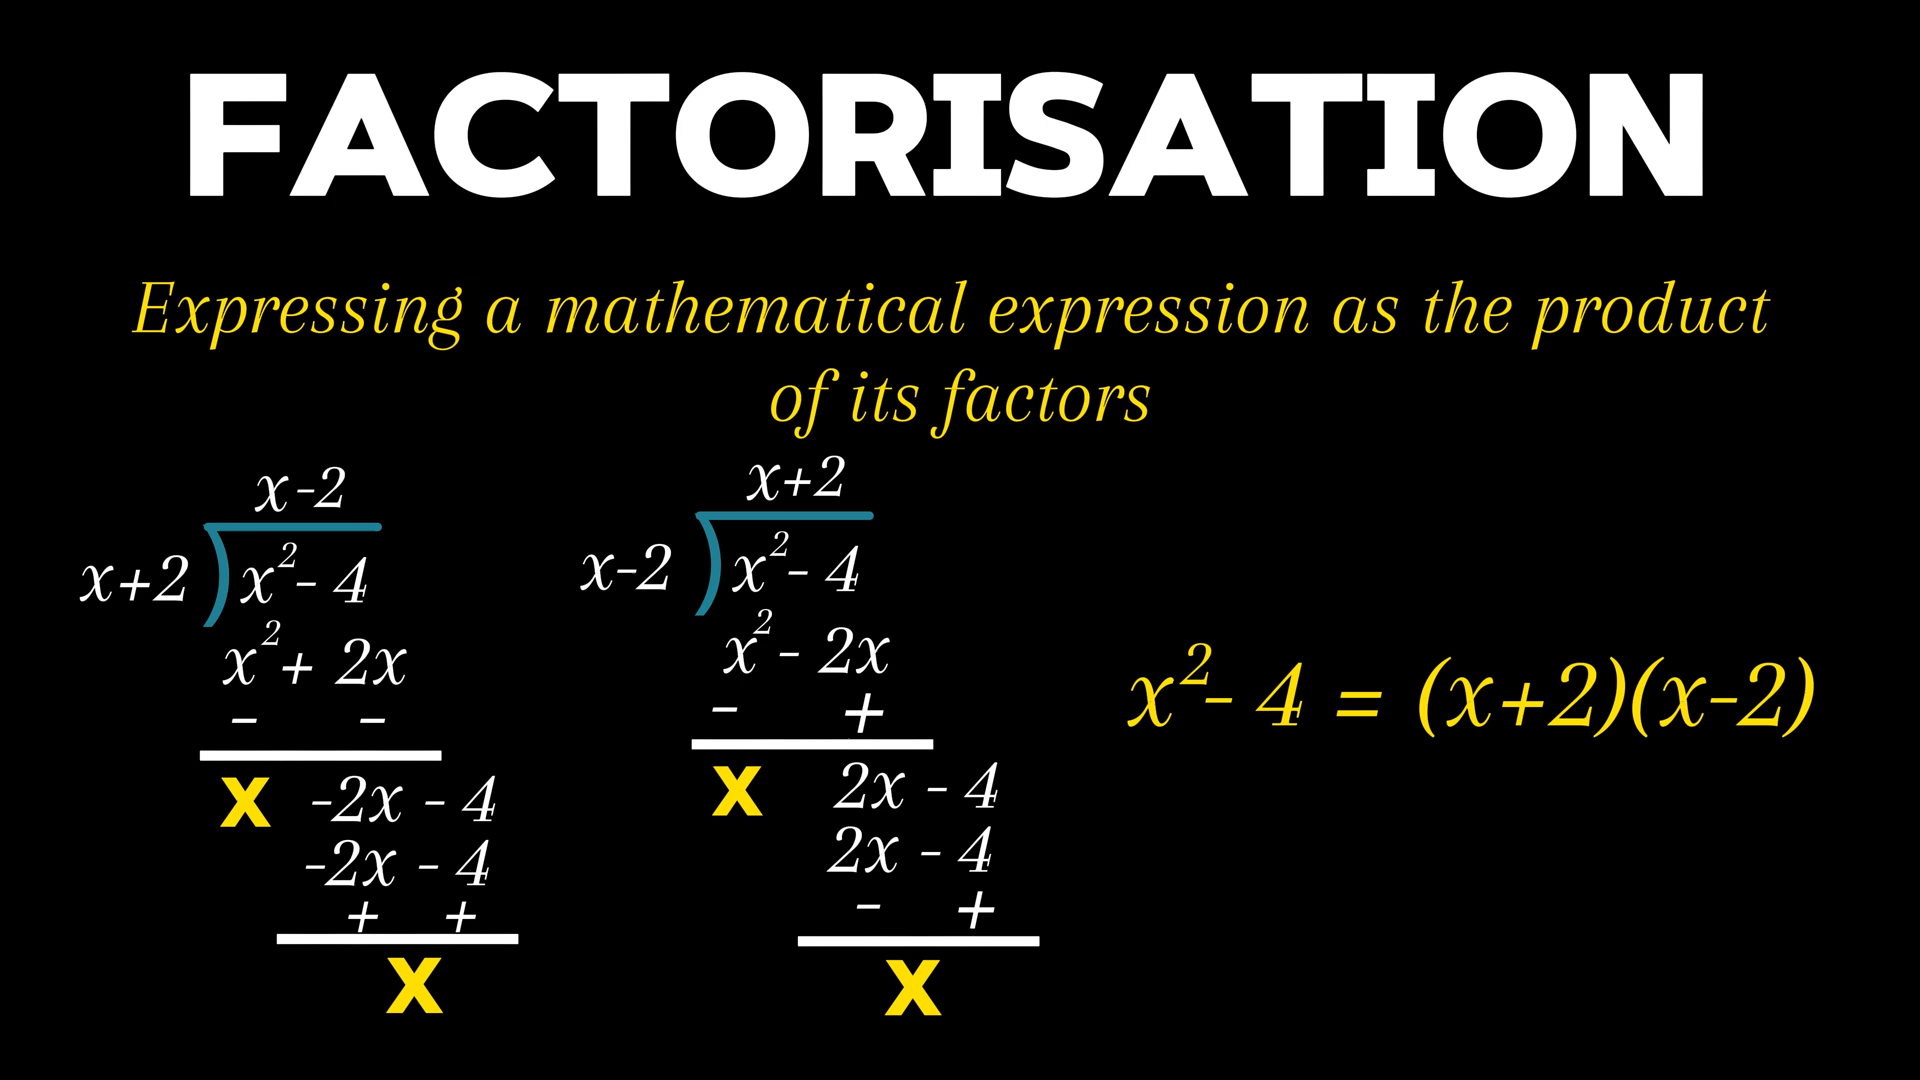 FACTORISATION
Expressing a mathematical expression as the product
of its factors
x-2
x+2 ) x²- 4
x²+ 2x
- -
x -2x - 4
-2x - 4
+ +
x
x+2
x-2 ) x²- 4
x²- 2x
- +
x 2x - 4
2x - 4
- +
x
x²- 4 = (x+2)(x-2)